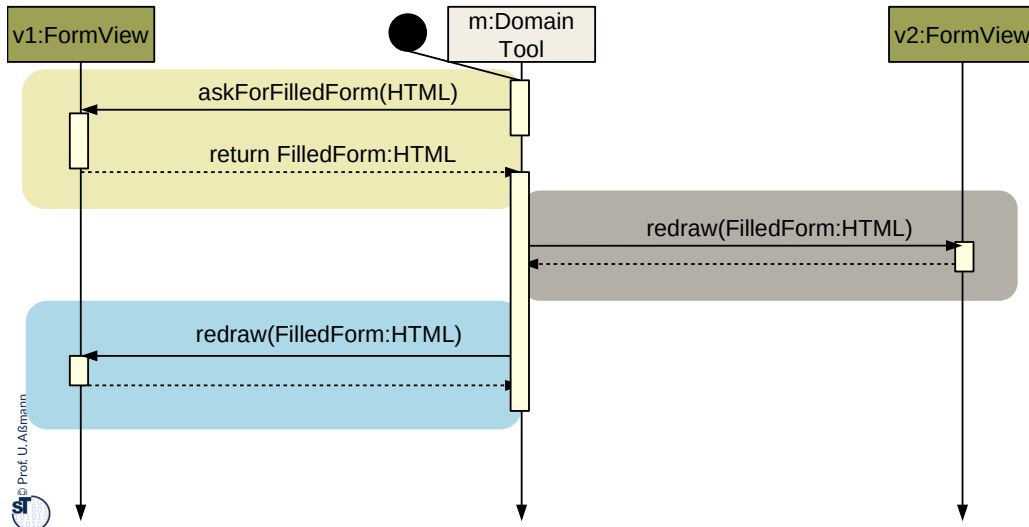 v1:FormView
m:Domain
Tool
v2:FormView
askForFilledForm(HTML)
return FilledForm:HTML
redraw(FilledForm:HTML)
redraw(FilledForm:HTML)
© Prof. U. Aßmann
ST